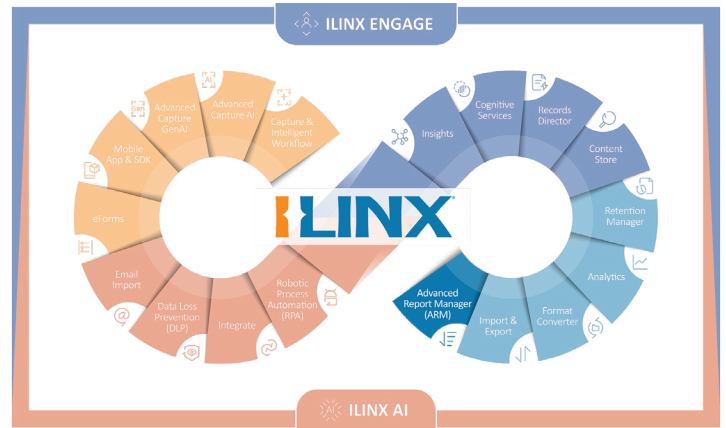 ILINX ENGAGE
Capture &
Intelligent
Workflow
AI
Advanced
Capture AI
Gen
Advanced
Capture
GenAI
Mobile
App & SDK
eForms
Email
Import
Data Loss
Prevention
(DLP)
Integrate
Robotic
Process
Automation
(RPA)
ILINX
Insights
Cognitive
Services
Records
Director
Content
Store
Retention
Manager
Analytics
Format
Converter
Import &
Export
Advanced
Report Manager
(ARM)
AI
ILINX AI